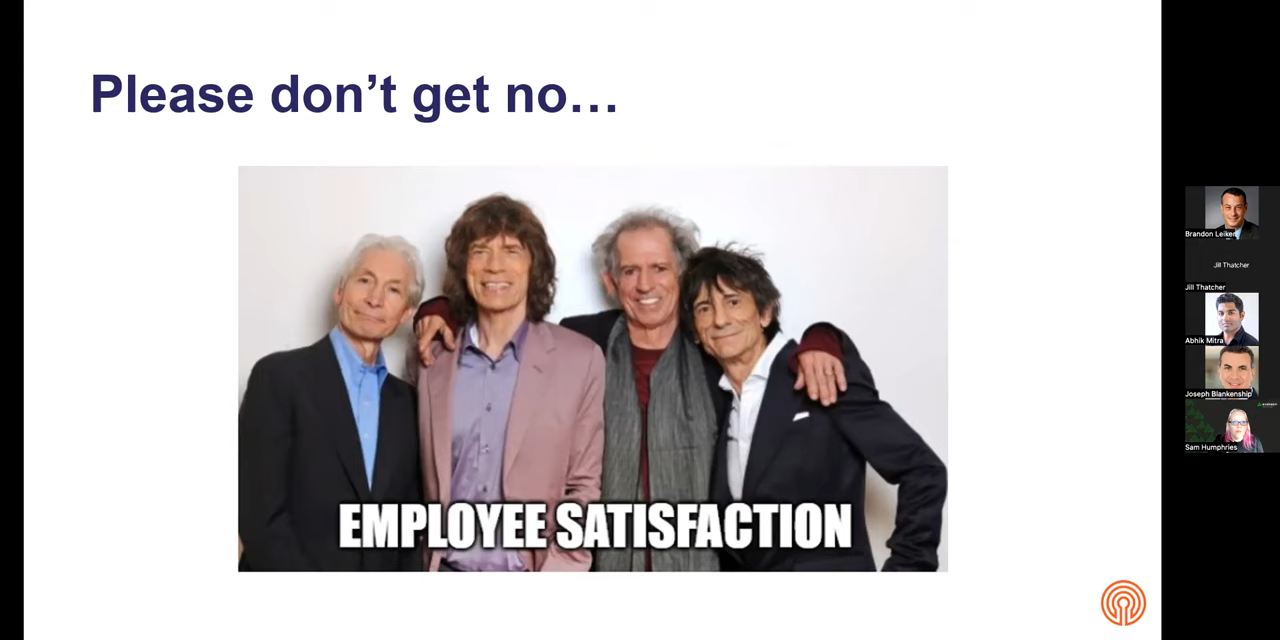 Please don’t get no…
EMPLOYEE SATISFACTION
Brandon Leiker
Jill Thatcher
Jill Thatcher
Abhik Mitra
Joseph Blankenship
Sam Humphries